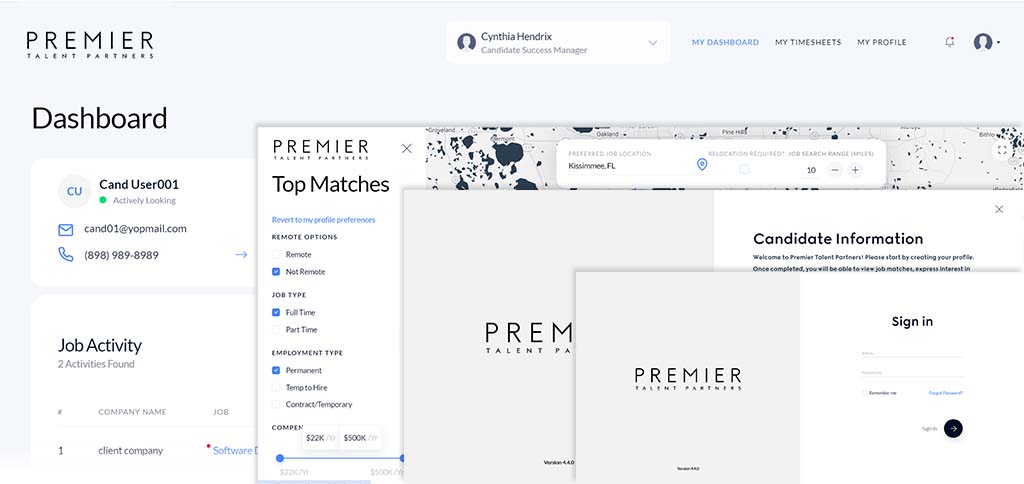 PREMIER
TALENT PARTNERS
Cynthia Hendrix
Candidate Success Manager
MY DASHBOARD
MY TIMESHEETS
MY PROFILE
Dashboard
CU
Cand User001
Actively Looking
cand01@yopmail.com
(898) 989-8989
Job Activity
2 Activities Found
# COMPANY NAME JOB
1 client company Software D
PREMIER
TALENT PARTNERS
Top Matches
Revert to my profile preferences
REMOTE OPTIONS
Remote
Not Remote
JOB TYPE
Full Time
Part Time
EMPLOYMENT TYPE
Permanent
Temp to Hire
Contract/Temporary
COMPEN
$22K /Yr $500K /Yr
$22K /Yr $500K /Yr
Groveland
Clermont
Oakland
Pine Hills
Bithlo
PREFERRED JOB LOCATION
Kissimmee, FL
RELOCATION REQUIRED?
JOB SEARCH RANGE (MILES)
10
PREM
TALENT PA
Version 4.4.0
Candidate Information
Welcome to Premier Talent Partners! Please start by creating your profile.
Once completed, you will be able to view job matches, express interest in
PREMIER
TALENT PARTNERS
Version 4.4.0
Sign in
EMAIL
PASSWORD
Remember me
Forgot Password?
Sign in